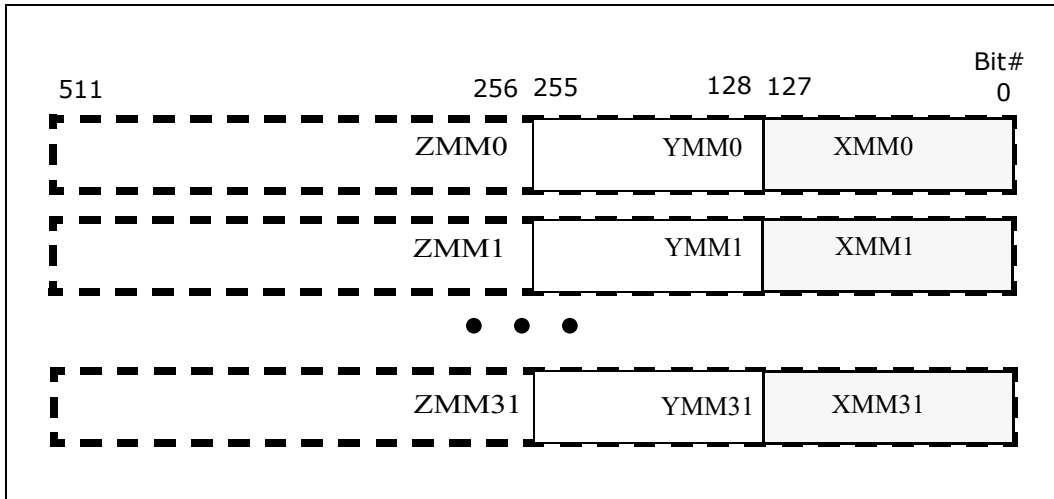 Bit#
511 256 255 128 127 0
ZMM0 YMM0 XMM0
ZMM1 YMM1 XMM1
• • •
ZMM31 YMM31 XMM31